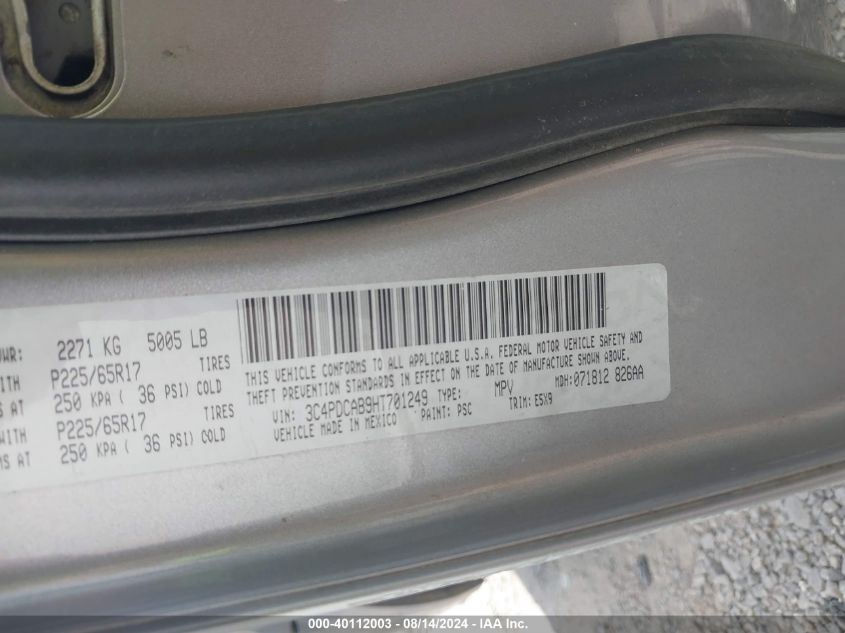 WR: 2271 KG 5005 LB
WITH P225/65R17 TIRES
MS AT 250 KPA ( 36 PSI) COLD
WITH P225/65R17 TIRES
MS AT 250 KPA ( 36 PSI) COLD
THIS VEHICLE CONFORMS TO ALL APPLICABLE U.S.A. FEDERAL MOTOR VEHICLE SAFETY AND
THEFT PREVENTION STANDARDS IN EFFECT ON THE DATE OF MANUFACTURE SHOWN ABOVE.
VIN: 3C4PDCAB9HT701249 TYPE: MPV MDH:071812 826AA
VEHICLE MADE IN MEXICO PAINT: PSC TRIM: E5X9
000-40112003 - 08/14/2024 - IAA, Inc.